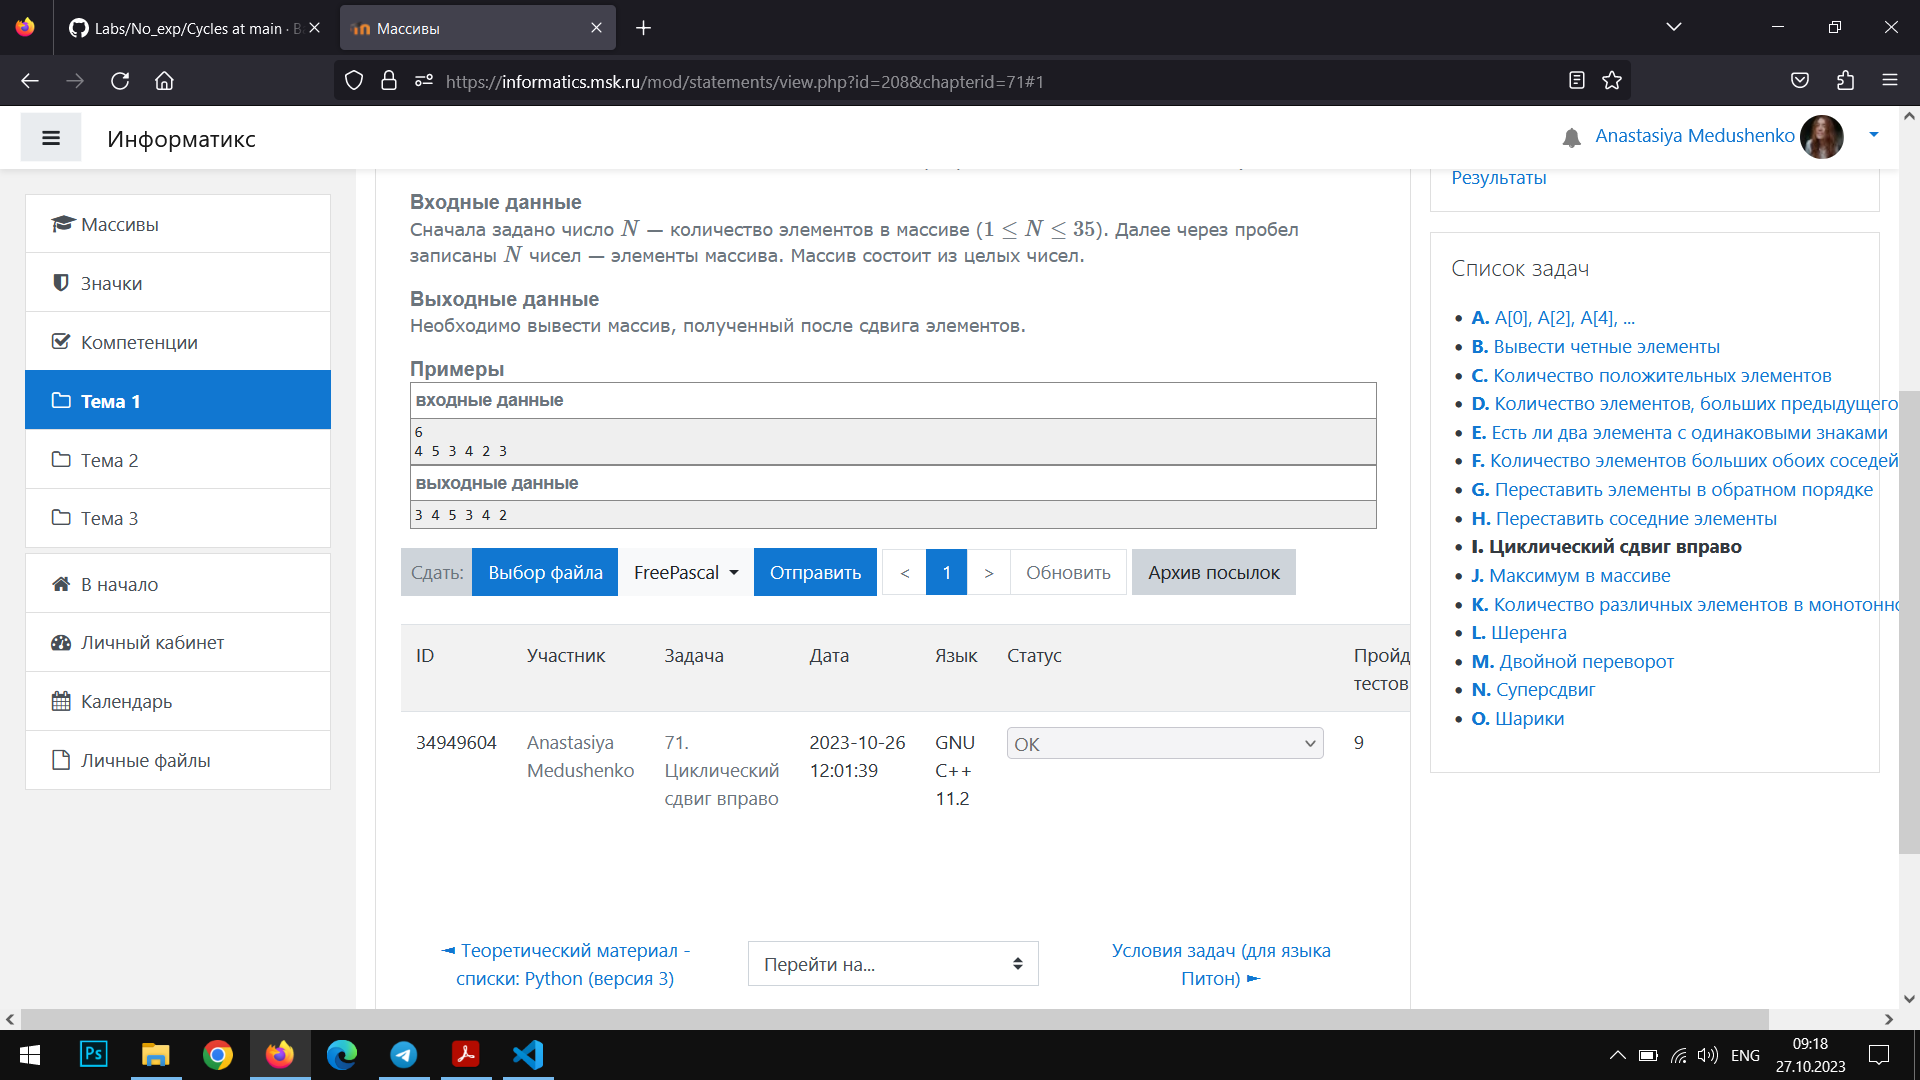 Labs/No_exp/Cycles at main · B
Массивы
https://informatics.msk.ru/mod/statements/view.php?id=208&chapterid=71#1
Информатикс
Anastasiya Medushenko
Массивы
Значки
Компетенции
Тема 1
Тема 2
Тема 3
В начало
Личный кабинет
Календарь
Личные файлы
Входные данные
Сначала задано число N — количество элементов в массиве (1 ≤ N ≤ 35). Далее через пробел
записаны N чисел — элементы массива. Массив состоит из целых чисел.
Выходные данные
Необходимо вывести массив, полученный после сдвига элементов.
Примеры
входные данные
6
4 5 3 4 2 3
выходные данные
3 4 5 3 4 2
Сдать: Выбор файла FreePascal Отправить < 1 > Обновить Архив посылок
ID Участник Задача Дата Язык Статус Пройд
тестов
34949604 Anastasiya 71. 2023-10-26 GNU OK 9
Medushenko Циклический 12:01:39 C++
сдвиг вправо 11.2
◄ Теоретический материал -
списки: Python (версия 3)
Перейти на...
Условия задач (для языка
Питон) ►
Результаты
Список задач
A. A[0], A[2], A[4], ...
B. Вывести четные элементы
C. Количество положительных элементов
D. Количество элементов, больших предыдущего
E. Есть ли два элемента с одинаковыми знаками
F. Количество элементов больших обоих соседей
G. Переставить элементы в обратном порядке
H. Переставить соседние элементы
I. Циклический сдвиг вправо
J. Максимум в массиве
K. Количество различных элементов в монотонно
L. Шеренга
M. Двойной переворот
N. Суперсдвиг
O. Шарики
Ps
ENG
09:18
27.10.2023